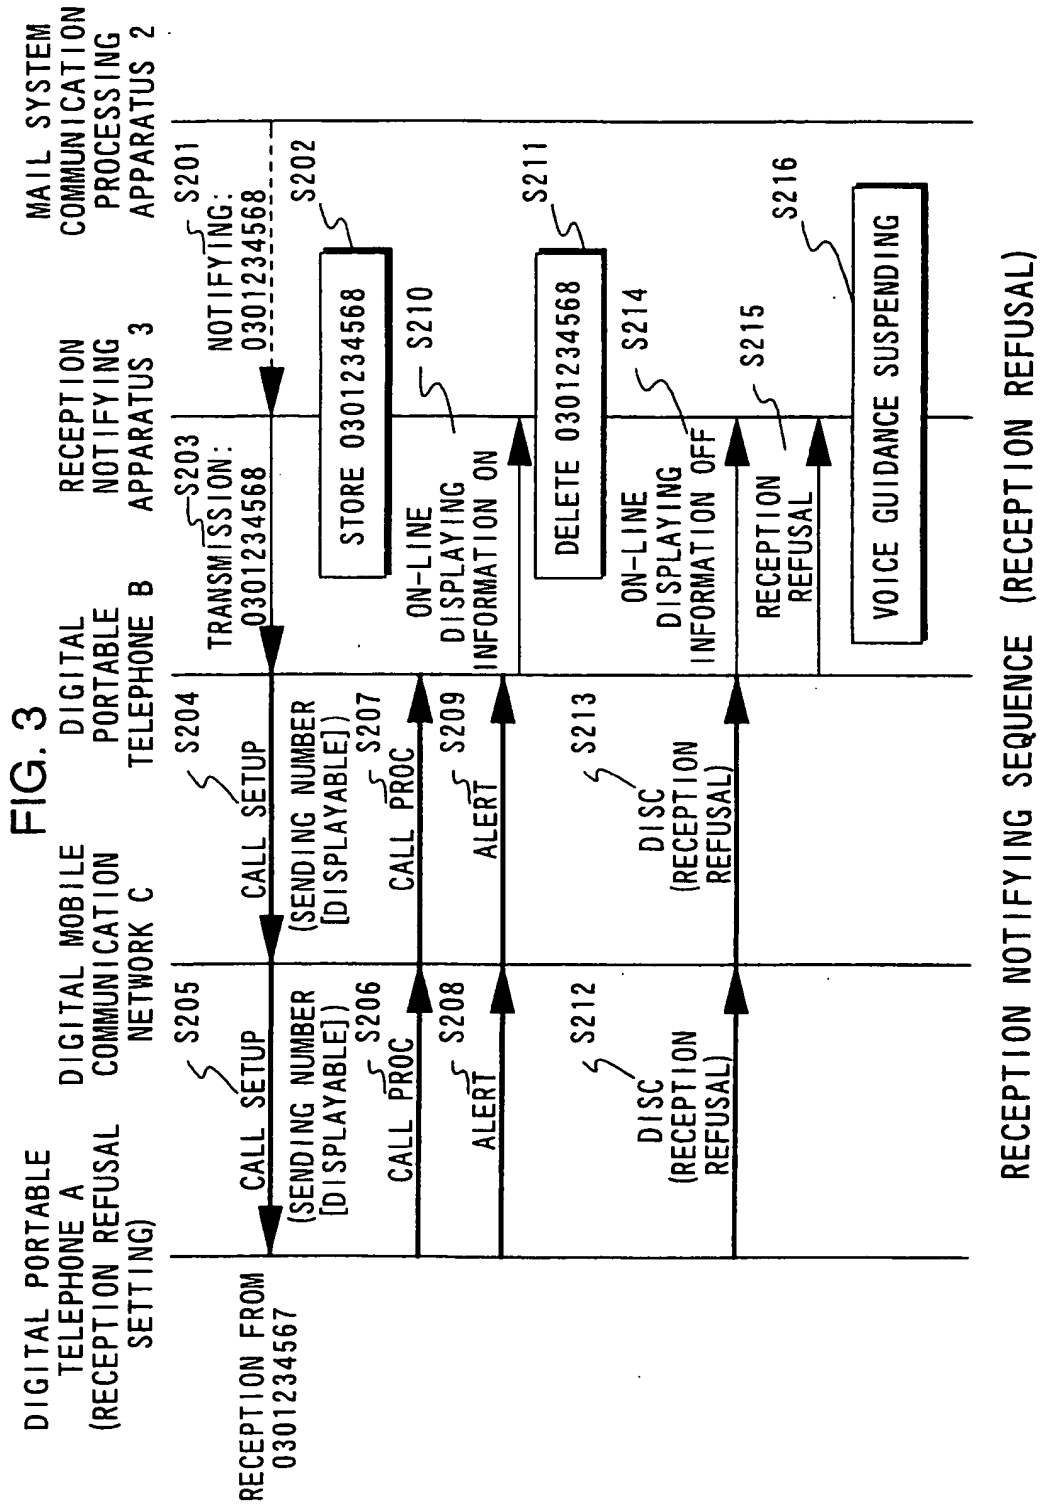 FIG. 3
DIGITAL PORTABLE
TELEPHONE A
(RECEPTION REFUSAL
SETTING)
DIGITAL MOBILE
COMMUNICATION
NETWORK C
DIGITAL
PORTABLE
TELEPHONE B
RECEPTION
NOTIFYING
APPARATUS 3
MAIL SYSTEM
COMMUNICATION
PROCESSING
APPARATUS 2
RECEPTION FROM
0301234567
S205
CALL SETUP
(SENDING NUMBER
[DISPLAYABLE])
S204
CALL SETUP
(SENDING NUMBER
[DISPLAYABLE])
S203
TRANSMISSION:
0301234568
S201
NOTIFYING:
0301234568
S202
STORE 0301234568
S206
CALL PROC
S207
CALL PROC
S208
ALERT
S209
ALERT
S210
ON-LINE
DISPLAYING
INFORMATION ON
S211
DELETE 0301234568
S212
DISC
(RECEPTION
REFUSAL)
S213
DISC
(RECEPTION
REFUSAL)
S214
ON-LINE
DISPLAYING
INFORMATION OFF
S215
RECEPTION
REFUSAL
S216
VOICE GUIDANCE SUSPENDING
RECEPTION NOTIFYING SEQUENCE (RECEPTION REFUSAL)